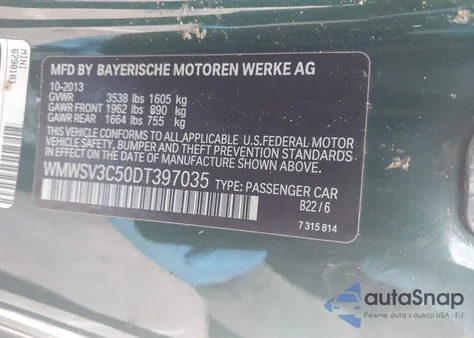 MINI
MFD BY BAYERISCHE MOTOREN WERKE AG
10-2013
GVWR 3538 lbs 1605 kg
GAWR FRONT 1962 lbs 890 kg
GAWR REAR 1664 lbs 755 kg
THIS VEHICLE CONFORMS TO ALL APPLICABLE U.S.FEDERAL MOTOR
VEHICLE SAFETY, BUMPER AND THEFT PREVENTION STANDARDS IN
EFFECT ON THE DATE OF MANUFACTURE SHOWN ABOVE.
WMWSV3C50DT397035 TYPE: PASSENGER CAR
B22/6
7 315 814
autaSnap
Pewne auta z aukcji USA - EU